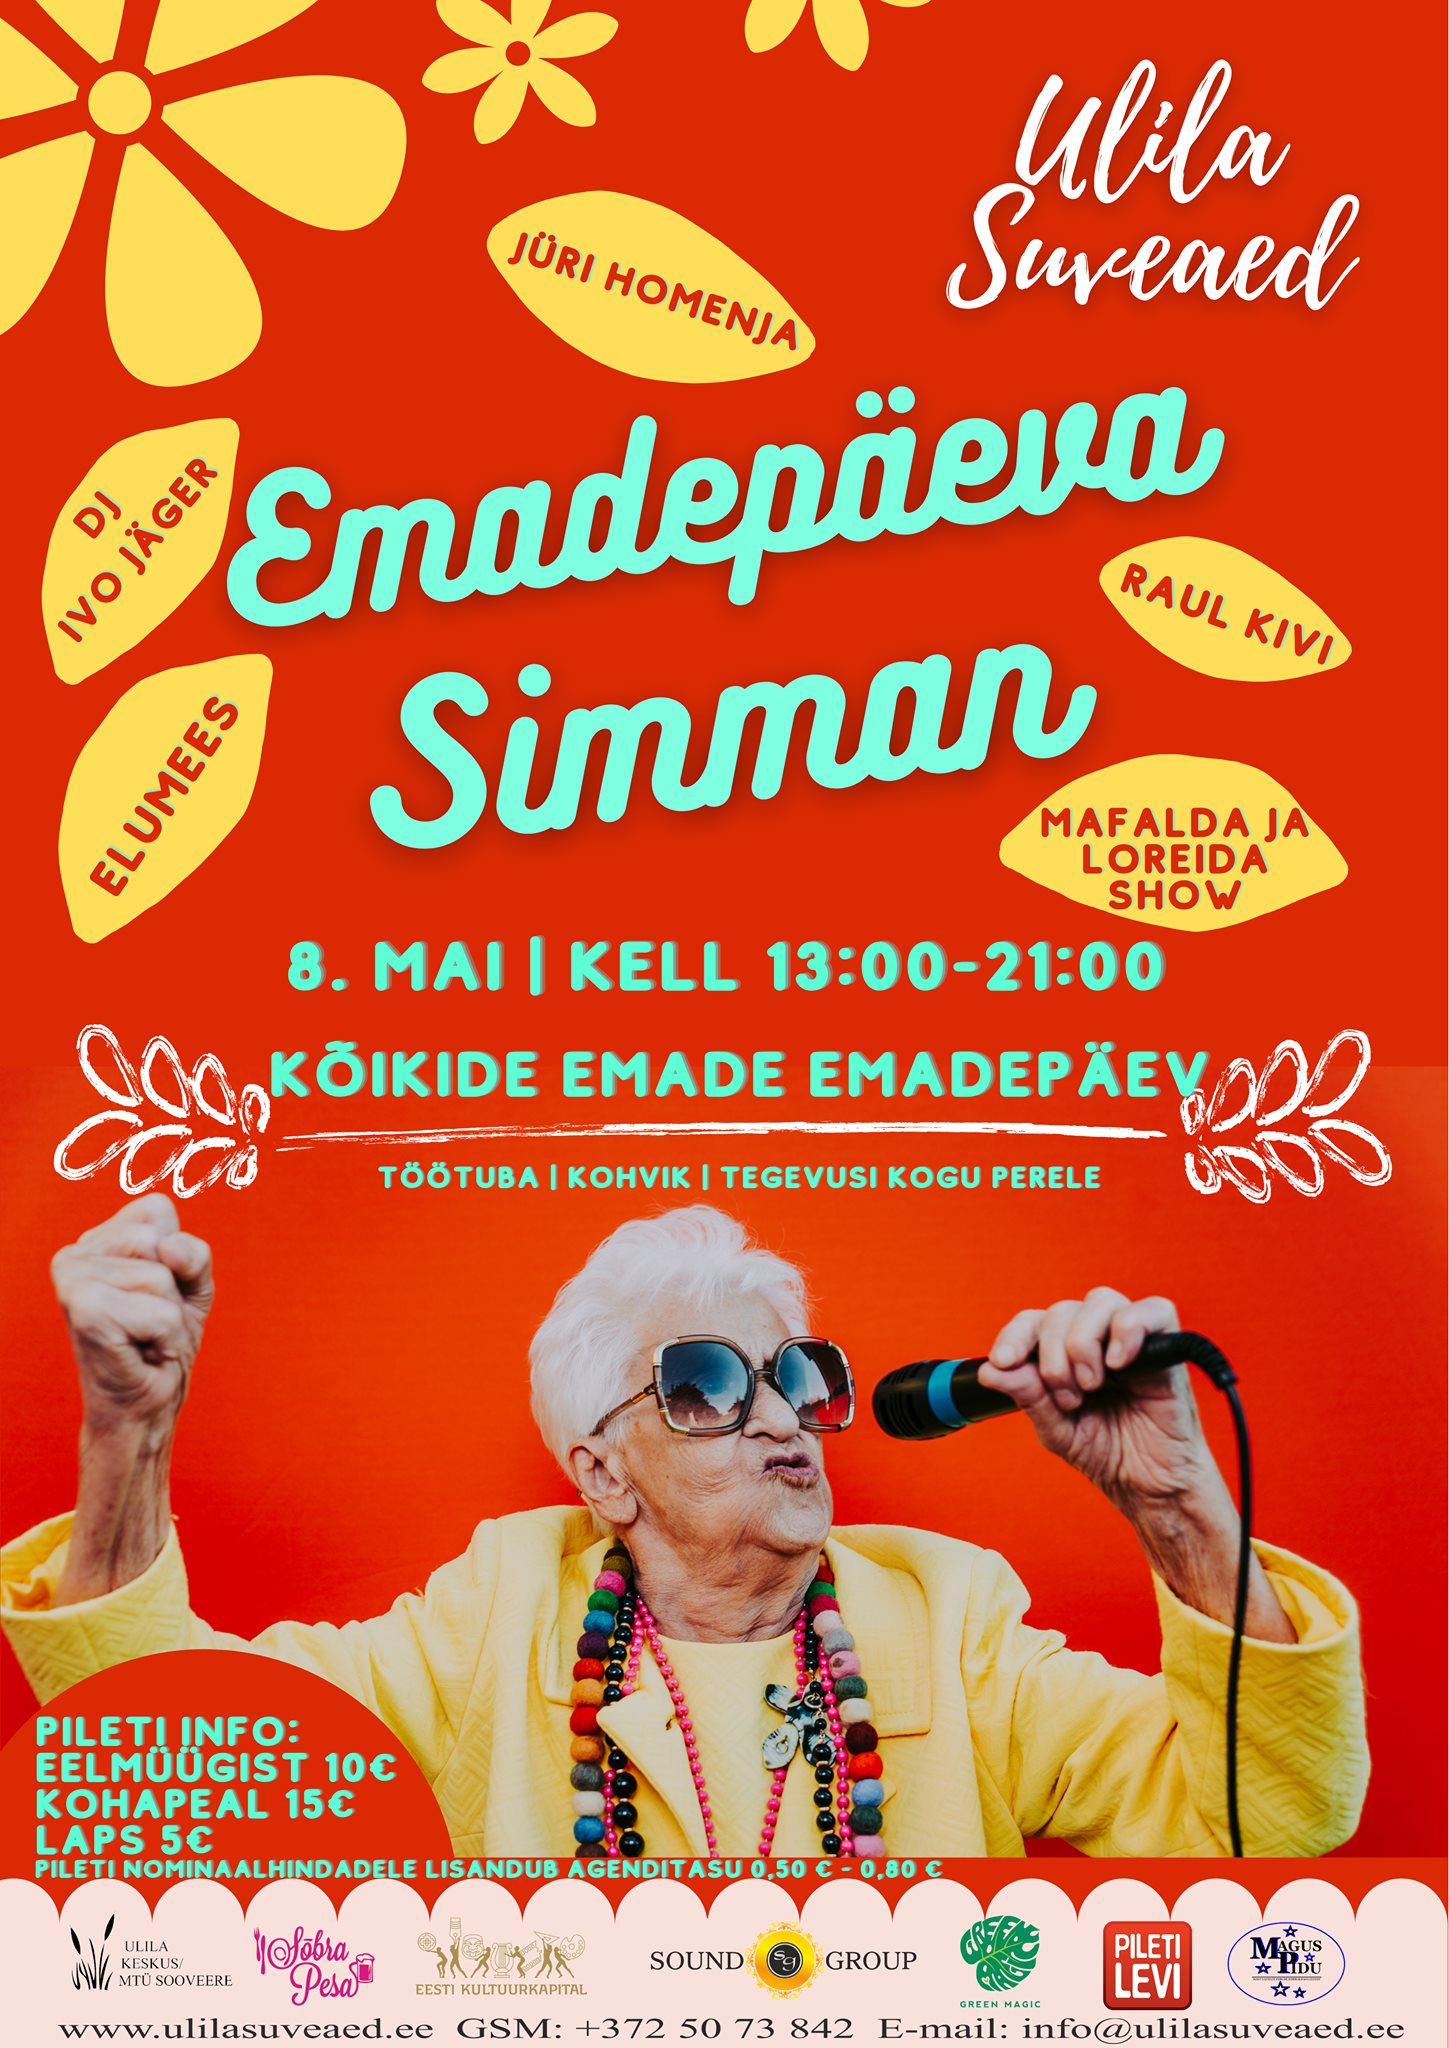 Ulila
Suveaed
JÜRI HOMENJA
Emadepäeva
Simman
DJ
IVO JÄGER
RAUL KIVI
ELUMEES
MAFALDA JA
LOREIDA
SHOW
8. MAI | KELL 13:00-21:00
KÕIKIDE EMADE EMADEPÄEV
TÖÖTUBA | KOHVIK | TEGEVUSI KOGU PERELE
PILETI INFO:
EELMÜÜGIST 10€
KOHAPEAL 15€
LAPS 5€
PILETI NOMINAALHINDADELE LISANDUB AGENDITASU 0,50 € - 0,80 €
ULILA
KESKUS/
MTÜ SOOVEERE
Sõbra
Pesa
EESTI KULTUURKAPITAL
SOUND SG GROUP
GREEN
MAGIC
GREEN MAGIC
PILETI
LEVI
MAGUS
PIDU
www.ulilasuveaed.ee GSM: +372 50 73 842 E-mail: info@ulilasuveaed.ee